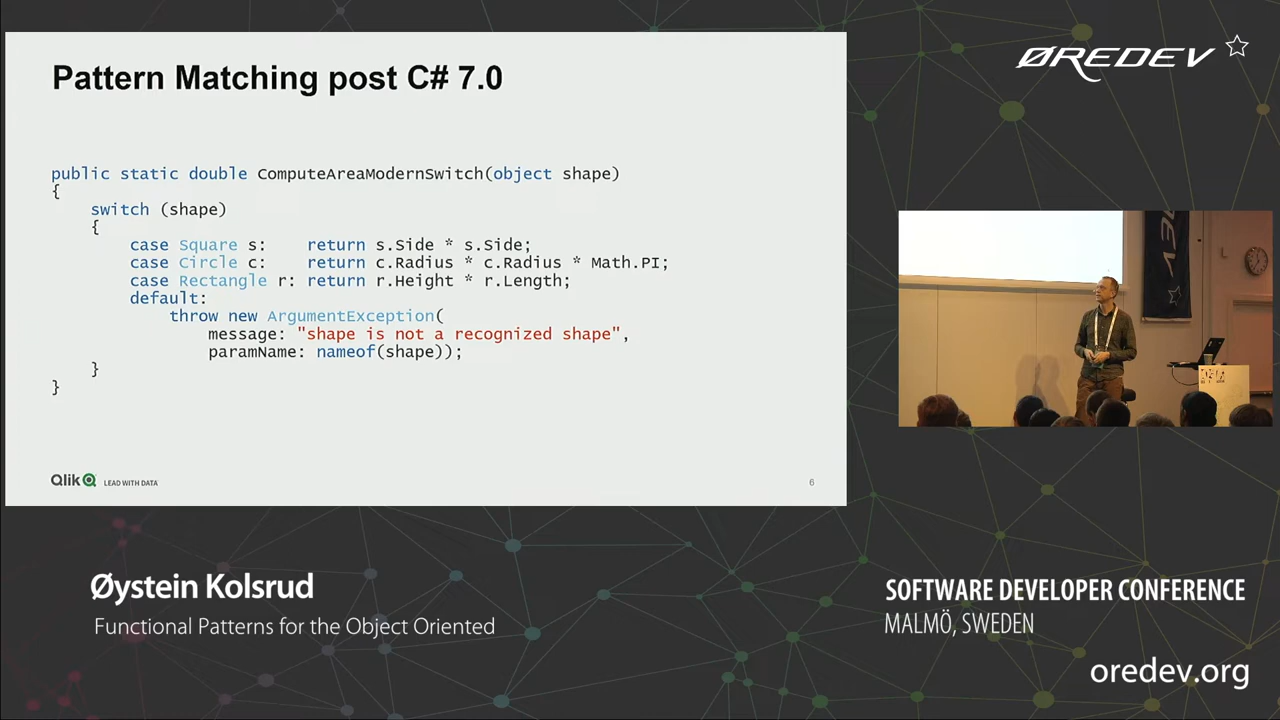 Pattern Matching post C# 7.0
public static double ComputeAreaModernSwitch(object shape)
{
    switch (shape)
    {
        case Square s:    return s.Side * s.Side;
        case Circle c:    return c.Radius * c.Radius * Math.PI;
        case Rectangle r: return r.Height * r.Length;
        default:
            throw new ArgumentException(
                message: "shape is not a recognized shape",
                paramName: nameof(shape));
    }
}
Qlik LEAD WITH DATA
6
ØREDEV
Øystein Kolsrud
Functional Patterns for the Object Oriented
SOFTWARE DEVELOPER CONFERENCE
MALMÖ, SWEDEN
oredev.org